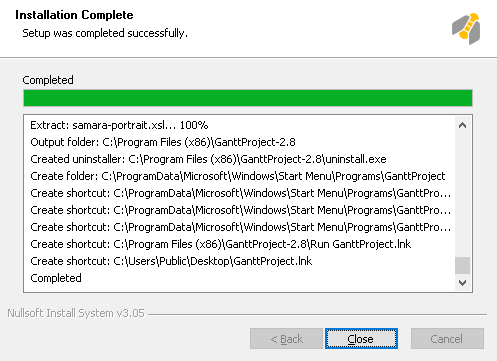 Installation Complete
Setup was completed successfully.
Completed
Extract: samara-portrait.xsl... 100%
Output folder: C:\Program Files (x86)\GanttProject-2.8
Created uninstaller: C:\Program Files (x86)\GanttProject-2.8\uninstall.exe
Create folder: C:\ProgramData\Microsoft\Windows\Start Menu\Programs\GanttProject
Create shortcut: C:\ProgramData\Microsoft\Windows\Start Menu\Programs\GanttPro...
Create shortcut: C:\ProgramData\Microsoft\Windows\Start Menu\Programs\GanttPro...
Create shortcut: C:\ProgramData\Microsoft\Windows\Start Menu\Programs\GanttPro...
Create shortcut: C:\Program Files (x86)\GanttProject-2.8\Run GanttProject.lnk
Create shortcut: C:\Users\Public\Desktop\GanttProject.lnk
Completed
Nullsoft Install System v3.05
< Back Close Cancel